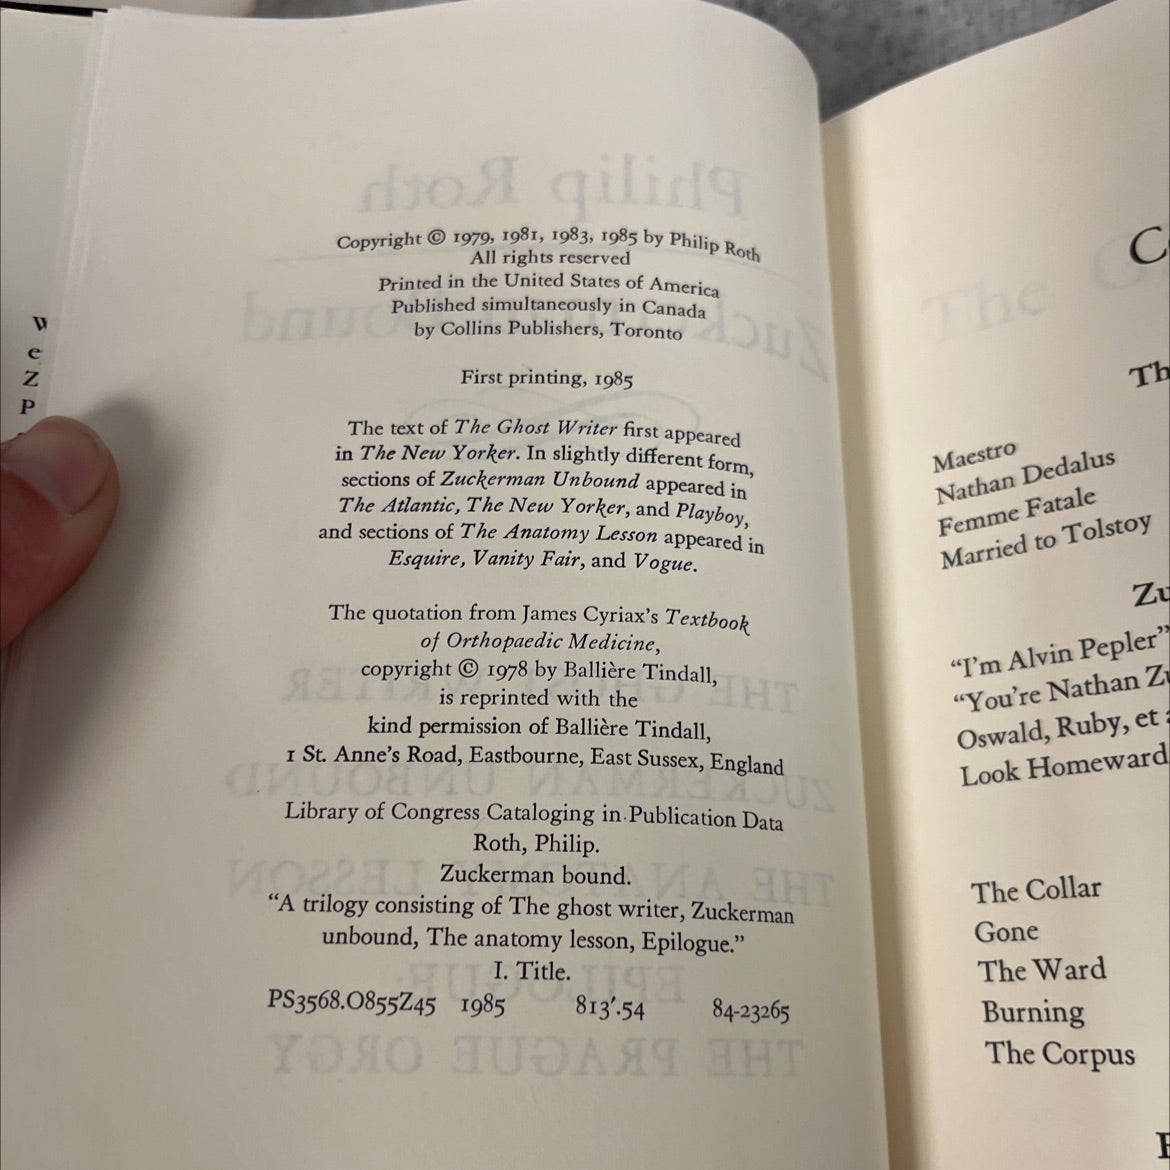 Copyright © 1979, 1981, 1983, 1985 by Philip Roth
All rights reserved
Printed in the United States of America
Published simultaneously in Canada
by Collins Publishers, Toronto
First printing, 1985
The text of The Ghost Writer first appeared
in The New Yorker. In slightly different form,
sections of Zuckerman Unbound appeared in
The Atlantic, The New Yorker, and Playboy,
and sections of The Anatomy Lesson appeared in
Esquire, Vanity Fair, and Vogue.
The quotation from James Cyriax's Textbook
of Orthopaedic Medicine,
copyright © 1978 by Ballière Tindall,
is reprinted with the
kind permission of Ballière Tindall,
1 St. Anne's Road, Eastbourne, East Sussex, England
Library of Congress Cataloging in Publication Data
Roth, Philip.
Zuckerman bound.
"A trilogy consisting of The ghost writer, Zuckerman
unbound, The anatomy lesson, Epilogue."
I. Title.
PS3568.O855Z45 1985 813'.54 84-23265
Maestro
Nathan Dedalus
Femme Fatale
Married to Tolstoy
"I'm Alvin Pepler"
"You're Nathan Zu
Oswald, Ruby, et a
Look Homeward
The Collar
Gone
The Ward
Burning
The Corpus